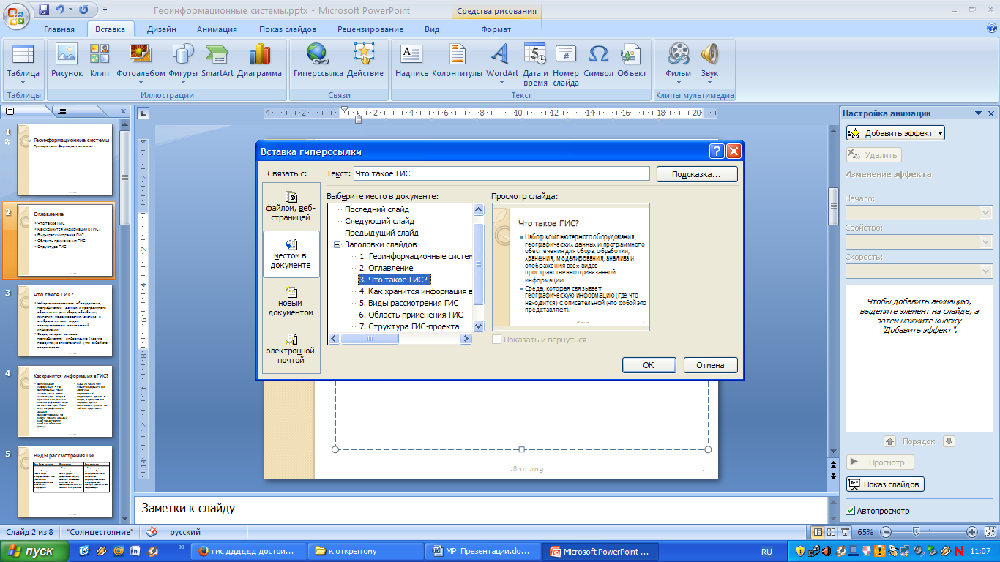 Геоинформационные системы.pptx - Microsoft PowerPoint
Средства рисования
Главная Вставка Дизайн Анимация Показ слайдов Рецензирование Вид Формат
Таблица Рисунок Клип Фотоальбом Фигуры SmartArt Диаграмма Гиперссылка Действие Надпись Колонтитулы WordArt Дата и время Номер слайда Символ Объект Фильм Звук
Таблицы Иллюстрации Связи Текст Клипы мультимедиа
1
Геоинформационные системы
2
Оглавление
Что такое ГИС
Как хранится информация в ГИС?
Виды рассмотрения ГИС
Область применения ГИС
Структура ГИС
3
Что такое ГИС?
4
Как хранится информация в ГИС?
5
Виды рассмотрения ГИС
Вставка гиперссылки
Связать с:
Текст: Что такое ГИС
Подсказка...
файлом, веб-
страницей
местом в
документе
новым
документом
электронной
почтой
Выберите место в документе:
Последний слайд
Следующий слайд
Предыдущий слайд
Заголовки слайдов
1. Геоинформационные систем
2. Оглавление
3. Что такое ГИС?
4. Как хранится информация в
5. Виды рассмотрения ГИС
6. Область применения ГИС
7. Структура ГИС-проекта
Просмотр слайда:
Что такое ГИС?
Набор компьютерного оборудования,
географических данных и программного
обеспечения для сбора, обработки,
хранения, моделирования, анализа и
отображения всех видов
пространственно привязанной
информации.
Среда, которая связывает
географическую информацию (где что
находится) с описательной (что собой это
представляет).
Показать и вернуться
ОК
Отмена
28.10.2019
2
Заметки к слайду
Настройка анимации
Добавить эффект
Удалить
Изменение эффекта
Начало:
Свойство:
Скорость:
Чтобы добавить анимацию,
выделите элемент на слайде, а
затем нажмите кнопку
"Добавить эффект".
Порядок
Просмотр
Показ слайдов
Автопросмотр
Слайд 2 из 8 "Солнцестояние" русский 65%
пуск гис дддддд достои... к открытому МР_Презентации.do... Microsoft PowerPoint ... RU 11:07